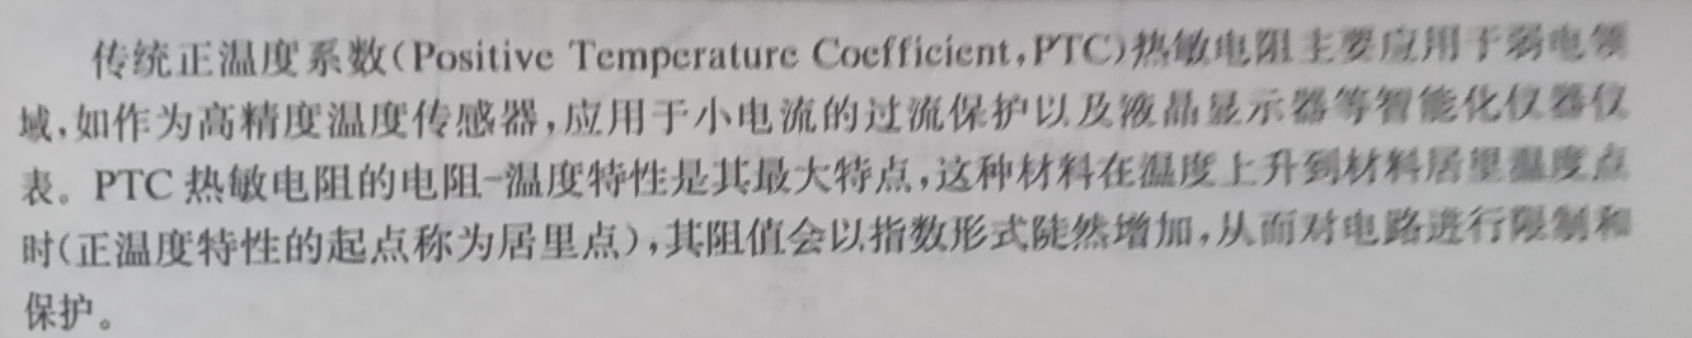 传统正温度系数(Positive Temperature Coefficient,PTC)热敏电阻主要应用于弱电领
域,如作为高精度温度传感器,应用于小电流的过流保护以及液晶显示器等智能化仪器仪
表。PTC 热敏电阻的电阻-温度特性是其最大特点,这种材料在温度上升到材料居里温度点
时(正温度特性的起点称为居里点),其阻值会以指数形式陡然增加,从而对电路进行限制和
保护。